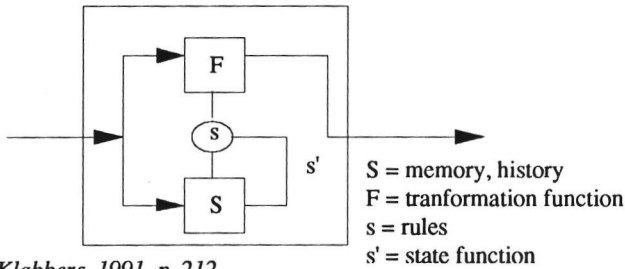 F
s
s'
S
S = memory, history
F = tranformation function
s = rules
s' = state function
Klabbers, 1991, p. 212